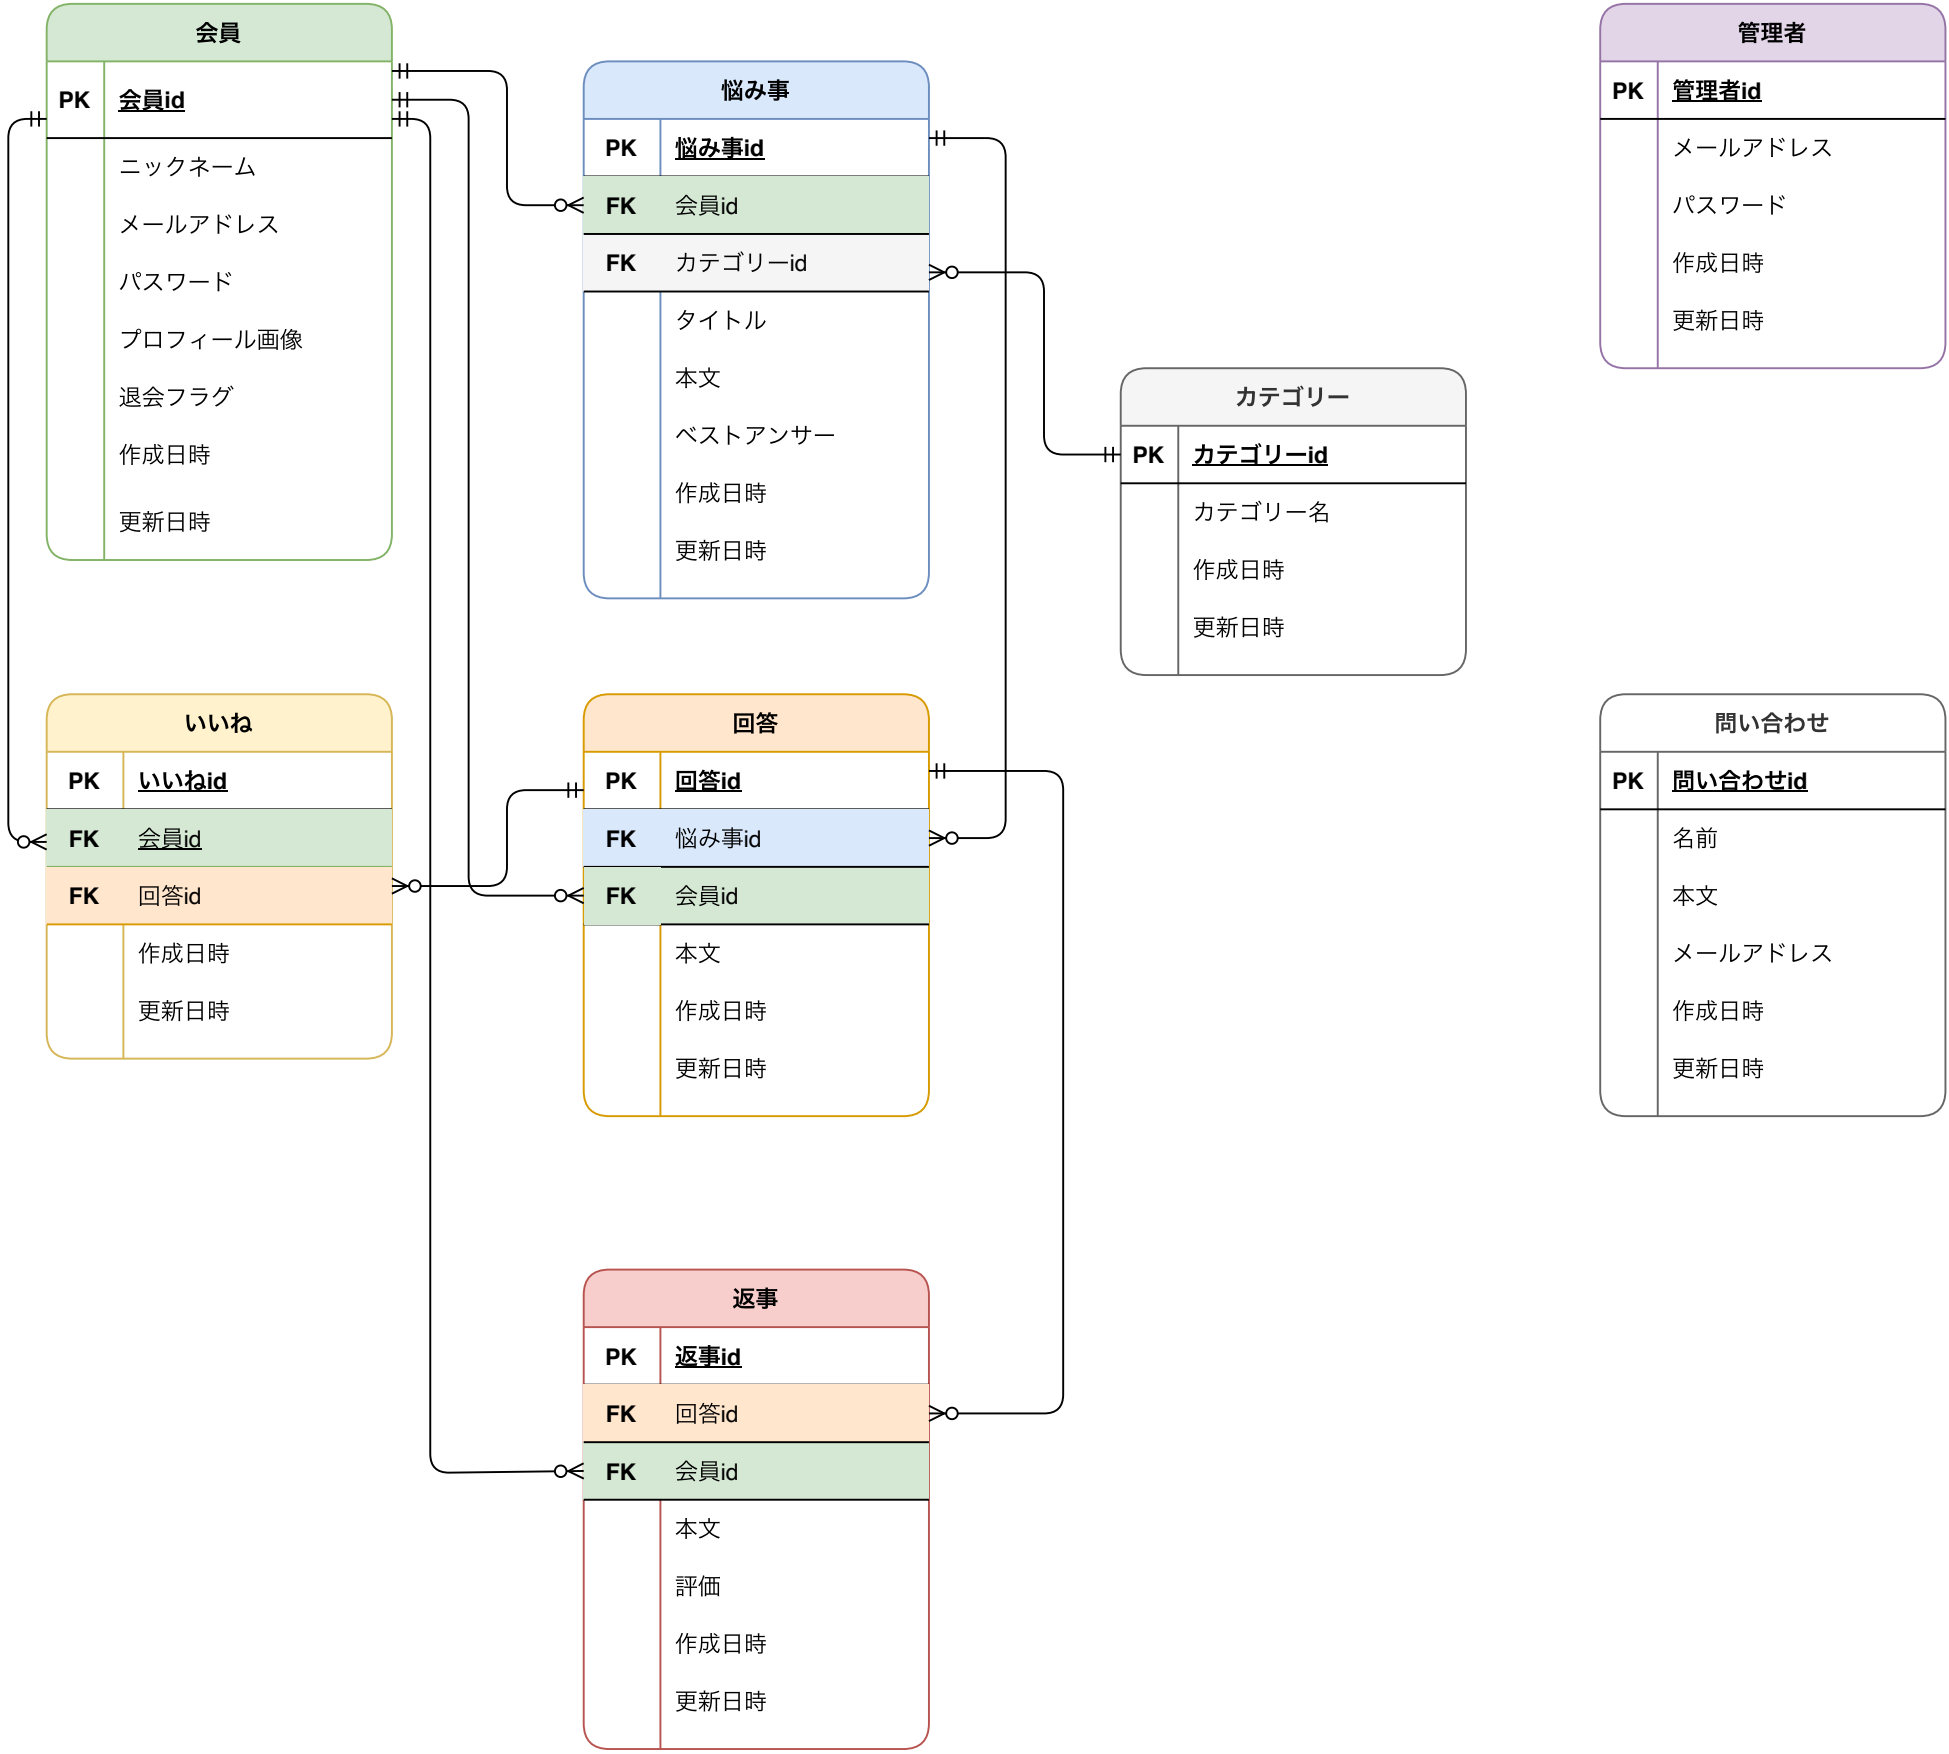 会員
PK 会員id
ニックネーム
メールアドレス
パスワード
プロフィール画像
退会フラグ
作成日時
更新日時
悩み事
PK 悩み事id
FK 会員id
FK カテゴリーid
タイトル
本文
ベストアンサー
作成日時
更新日時
カテゴリー
PK カテゴリーid
カテゴリー名
作成日時
更新日時
管理者
PK 管理者id
メールアドレス
パスワード
作成日時
更新日時
いいね
PK いいねid
FK 会員id
FK 回答id
作成日時
更新日時
回答
PK 回答id
FK 悩み事id
FK 会員id
本文
作成日時
更新日時
問い合わせ
PK 問い合わせid
名前
本文
メールアドレス
作成日時
更新日時
返事
PK 返事id
FK 回答id
FK 会員id
本文
評価
作成日時
更新日時